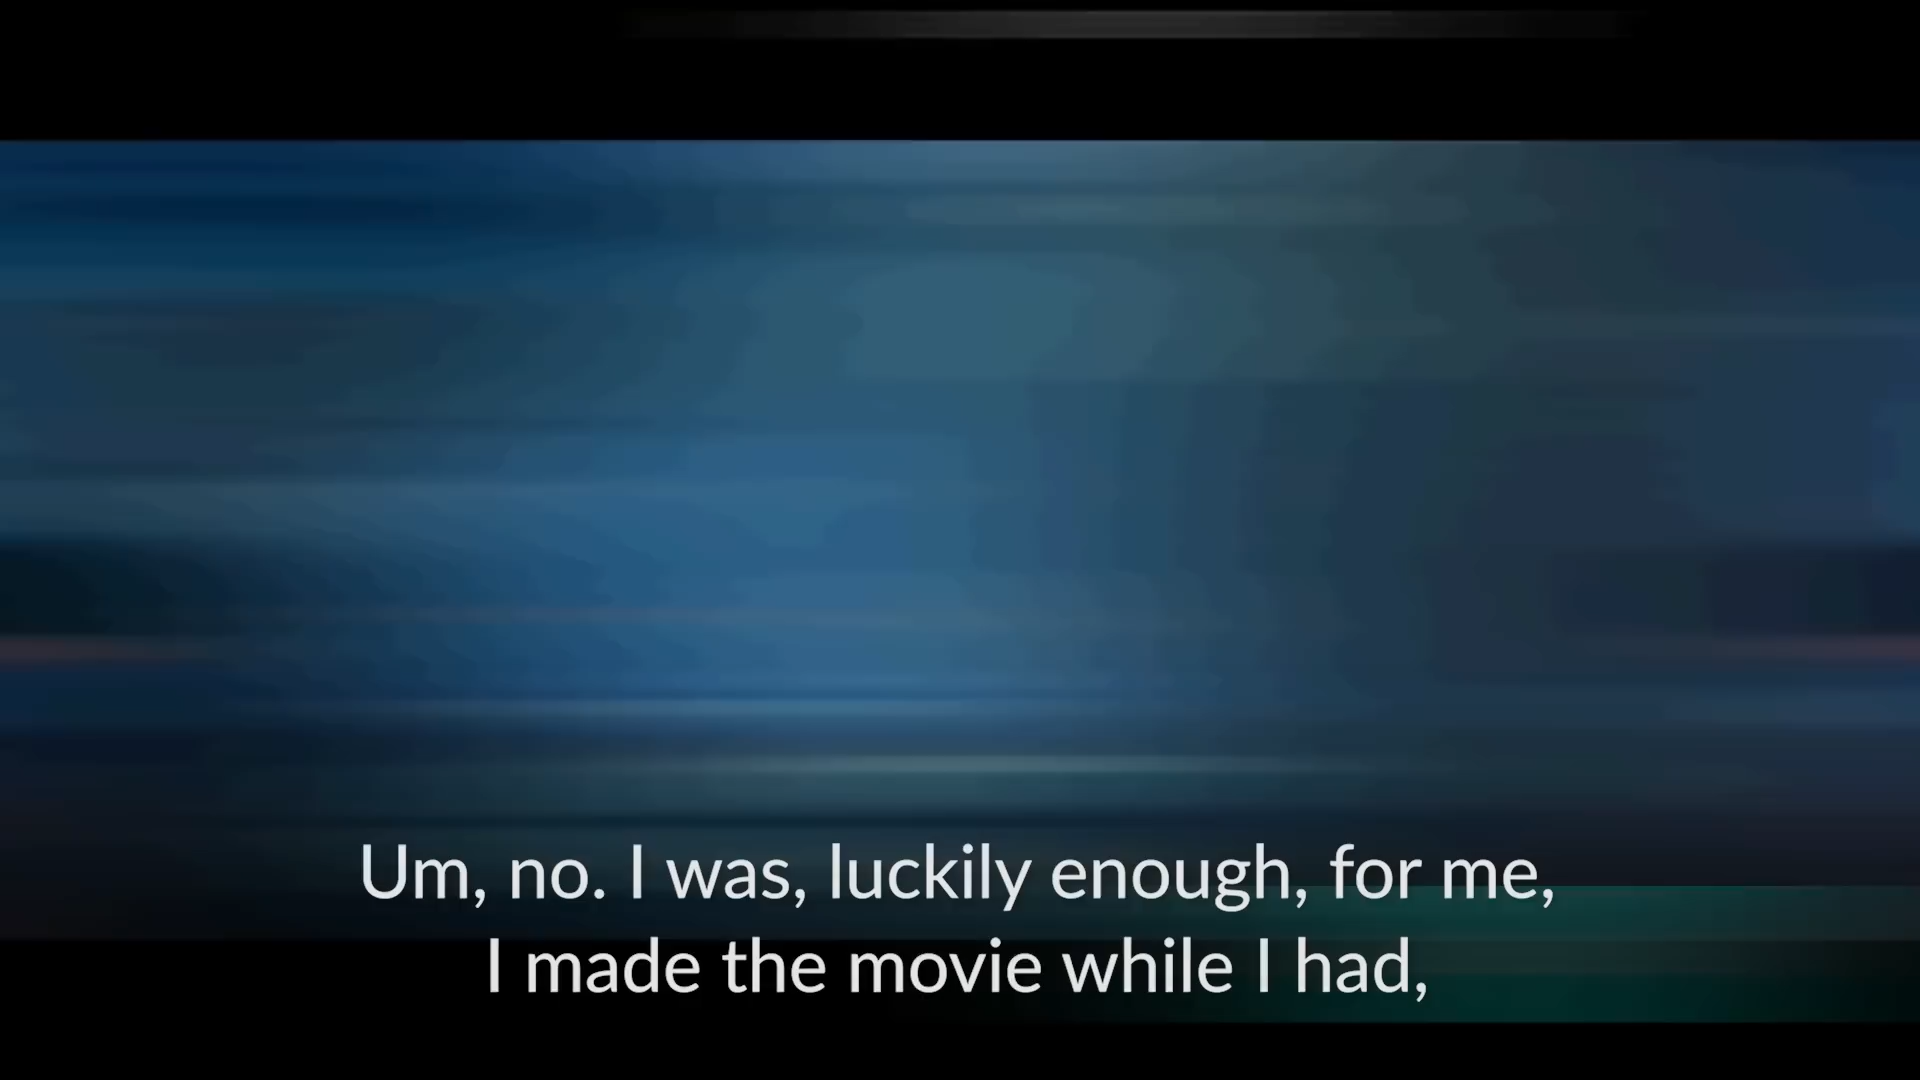 Um, no. I was, luckily enough, for me,
I made the movie while I had,